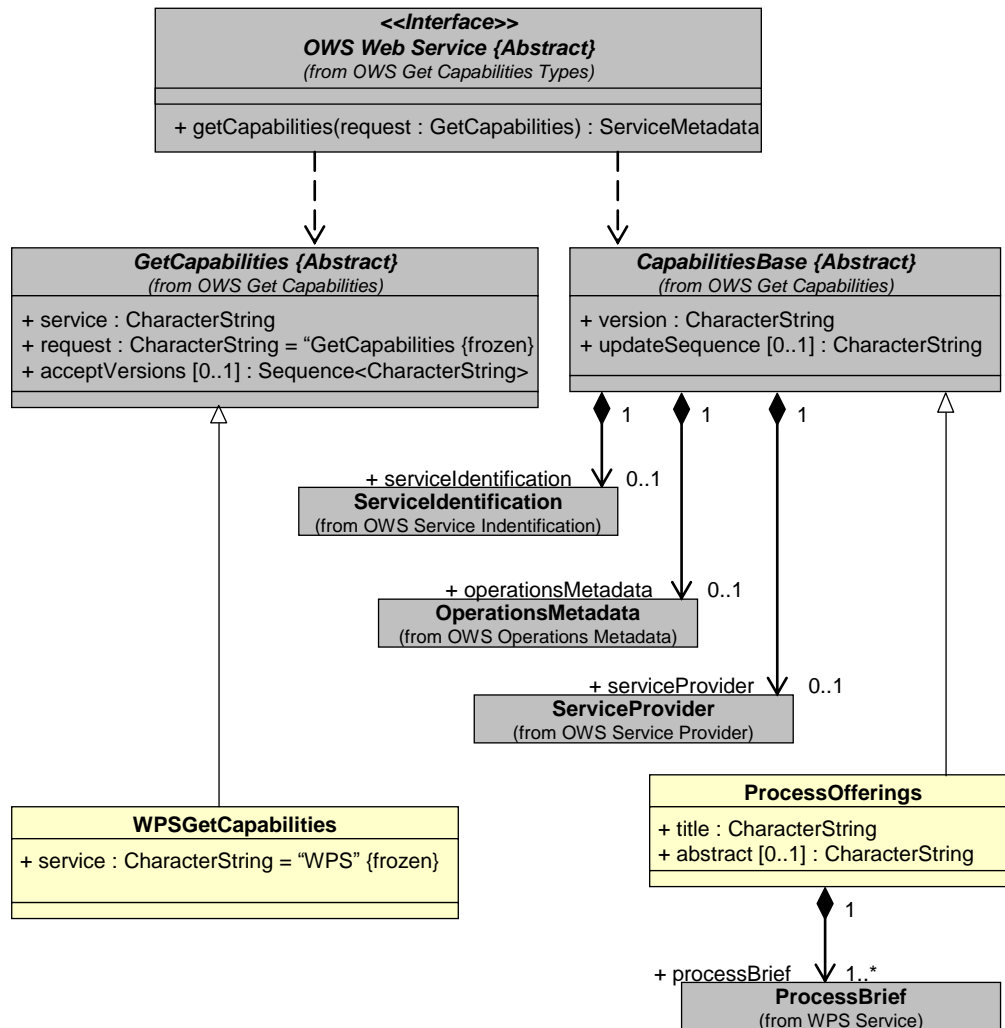 <<Interface>>
OWS Web Service {Abstract}
(from OWS Get Capabilities Types)
+ getCapabilities(request : GetCapabilities) : ServiceMetadata
GetCapabilities {Abstract}
(from OWS Get Capabilities)
+ service : CharacterString
+ request : CharacterString = “GetCapabilities {frozen}
+ acceptVersions [0..1] : Sequence<CharacterString>
CapabilitiesBase {Abstract}
(from OWS Get Capabilities)
+ version : CharacterString
+ updateSequence [0..1] : CharacterString
1
1
1
+ serviceIdentification
0..1
ServiceIdentification
(from OWS Service Indentification)
+ operationsMetadata
0..1
OperationsMetadata
(from OWS Operations Metadata)
+ serviceProvider
0..1
ServiceProvider
(from OWS Service Provider)
WPSGetCapabilities
+ service : CharacterString = “WPS” {frozen}
ProcessOfferings
+ title : CharacterString
+ abstract [0..1] : CharacterString
1
+ processBrief
1..*
ProcessBrief
(from WPS Service)